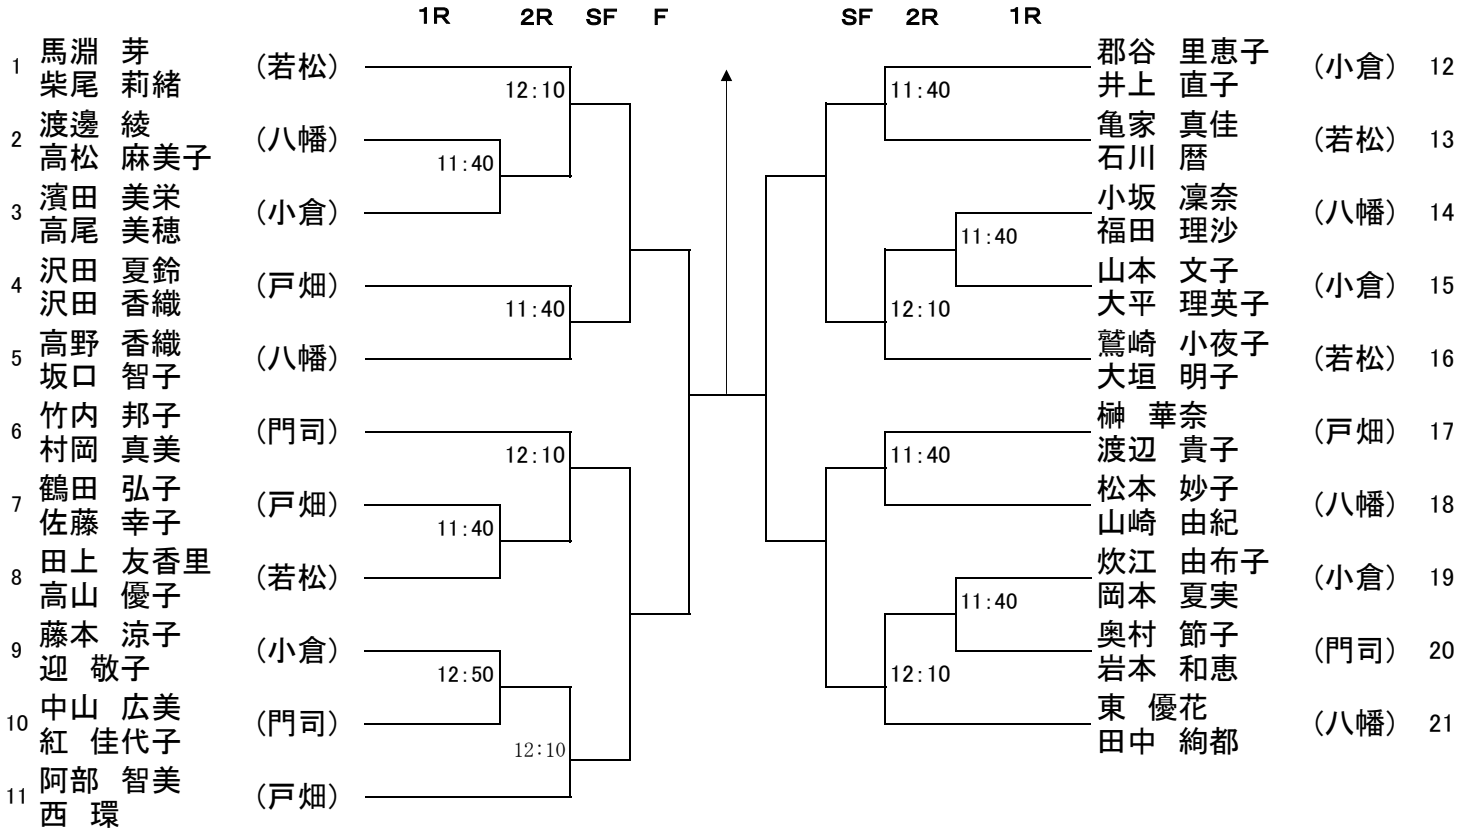 1R 2R SF F SF 2R 1R
1 馬淵 芽 (若松)
柴尾 莉緒
12:10
2 渡邊 綾 (八幡)
高松 麻美子
11:40
3 濱田 美栄 (小倉)
高尾 美穂
4 沢田 夏鈴 (戸畑)
沢田 香織
11:40
5 高野 香織 (八幡)
坂口 智子
6 竹内 邦子 (門司)
村岡 真美
12:10
7 鶴田 弘子 (戸畑)
佐藤 幸子
11:40
8 田上 友香里 (若松)
高山 優子
9 藤本 涼子 (小倉)
迎 敬子
12:50
10 中山 広美 (門司)
紅 佳代子
12:10
11 阿部 智美 (戸畑)
西 環
郡谷 里恵子 (小倉) 12
井上 直子
11:40
亀家 真佳 (若松) 13
石川 暦
小坂 凜奈 (八幡) 14
福田 理沙
11:40
山本 文子 (小倉) 15
大平 理英子
12:10
鷲崎 小夜子 (若松) 16
大垣 明子
榊 華奈 (戸畑) 17
渡辺 貴子
11:40
松本 妙子 (八幡) 18
山崎 由紀
炊江 由布子 (小倉) 19
岡本 夏実
11:40
奥村 節子 (門司) 20
岩本 和恵
12:10
東 優花 (八幡) 21
田中 絢都